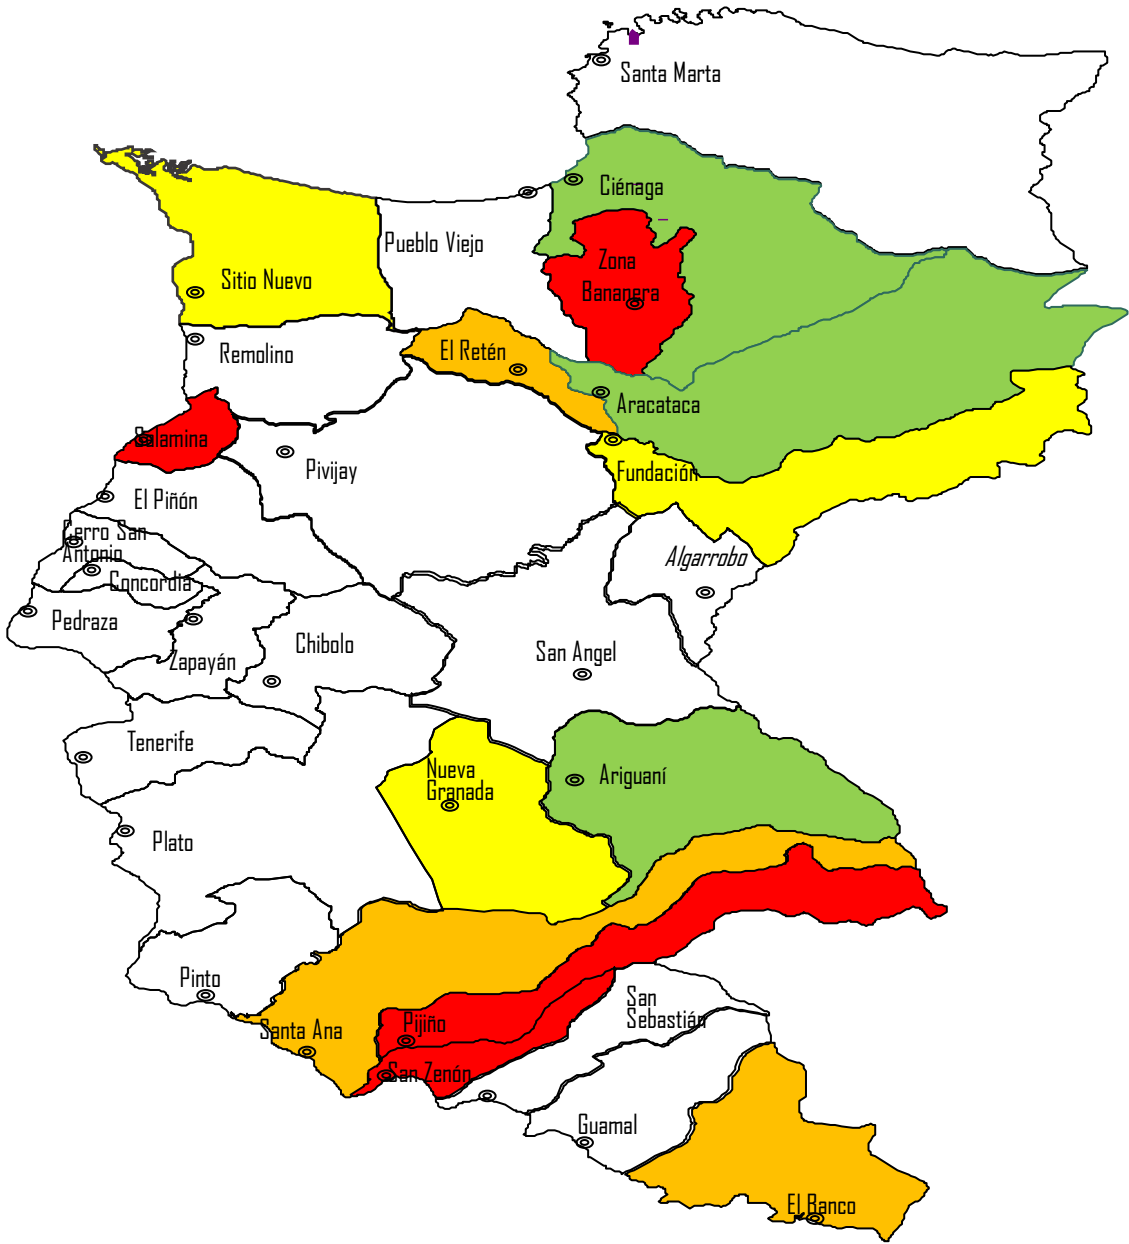 Santa Marta
Ciénaga
Pueblo Viejo
Zona
Bananera
Sitio Nuevo
Remolino
El Retén
Aracataca
Salamina
Pivijay
Fundación
El Piñón
Cerro San
Antonio
Algarrobo
Concordia
Pedraza
Zapayán
Chibolo
San Angel
Tenerife
Nueva
Granada
Ariguaní
Plato
Pinto
San
Sebastián
Santa Ana
Pijiño
San Zenón
Guamal
El Banco